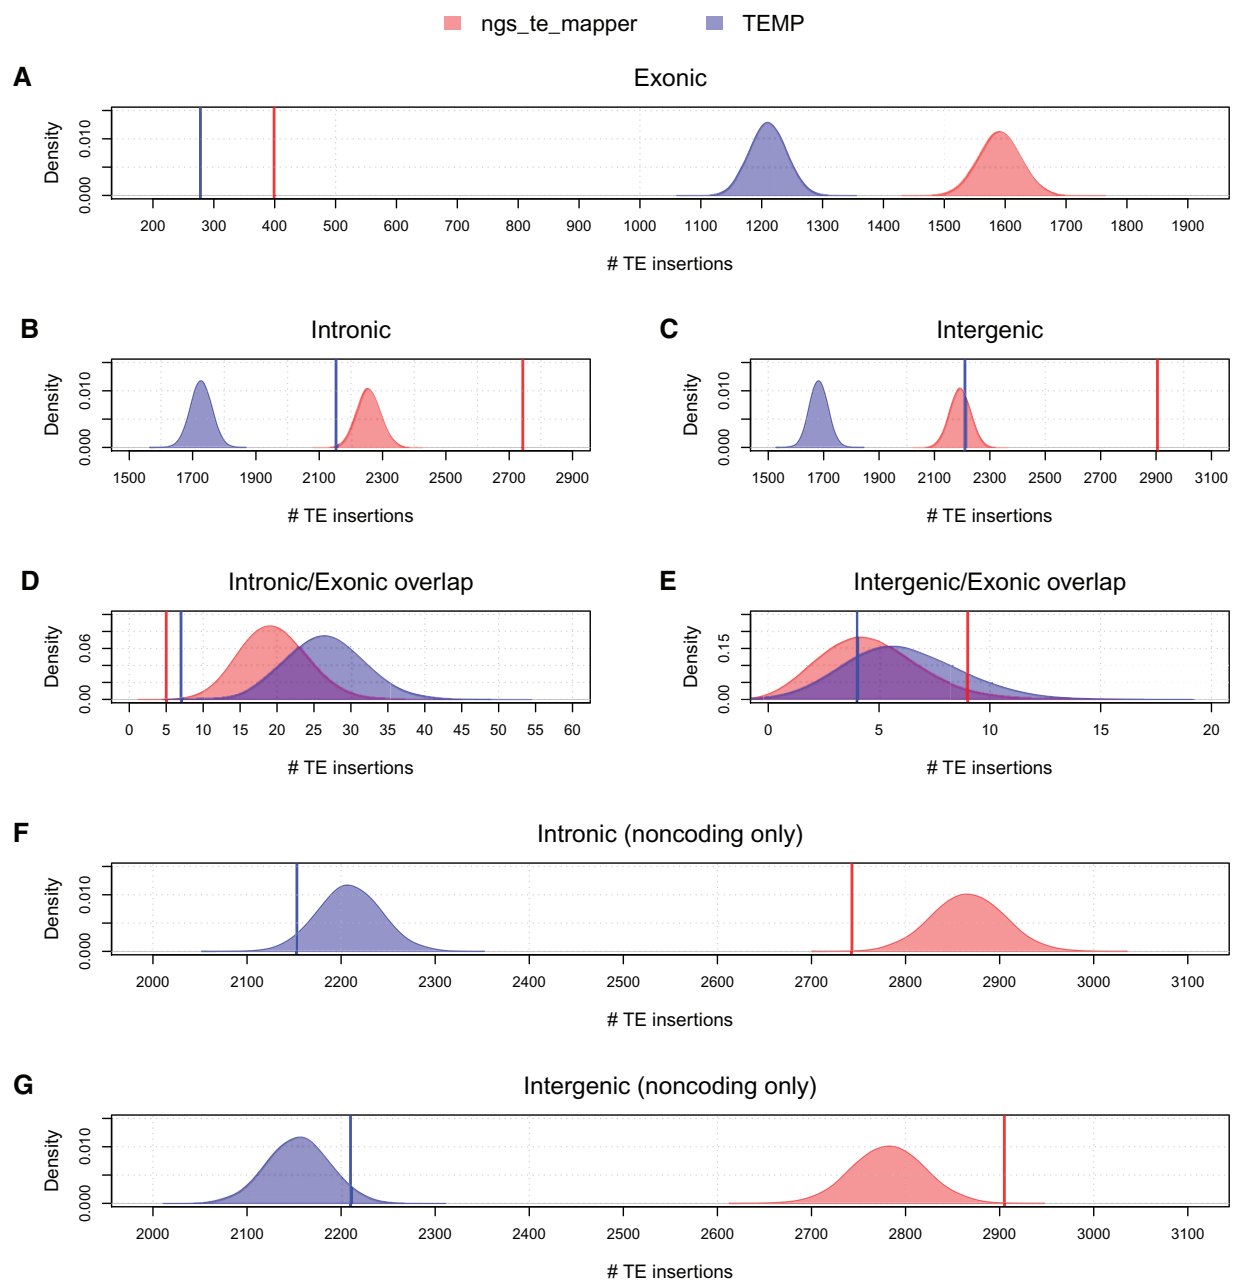 ngs_te_mapper TEMP
A Exonic
Density
0.000 0.010
200 300 400 500 600 700 800 900 1000 1100 1200 1300 1400 1500 1600 1700 1800 1900
# TE insertions
B Intronic
Density
0.000 0.010
1500 1700 1900 2100 2300 2500 2700 2900
# TE insertions
C Intergenic
Density
0.000 0.010
1500 1700 1900 2100 2300 2500 2700 2900 3100
# TE insertions
D Intronic/Exonic overlap
Density
0.00 0.06
0 5 10 15 20 25 30 35 40 45 50 55 60
# TE insertions
E Intergenic/Exonic overlap
Density
0.00 0.15
0 5 10 15 20
# TE insertions
F Intronic (noncoding only)
Density
0.000 0.010
2000 2100 2200 2300 2400 2500 2600 2700 2800 2900 3000 3100
# TE insertions
G Intergenic (noncoding only)
Density
0.000 0.010
2000 2100 2200 2300 2400 2500 2600 2700 2800 2900 3000 3100
# TE insertions